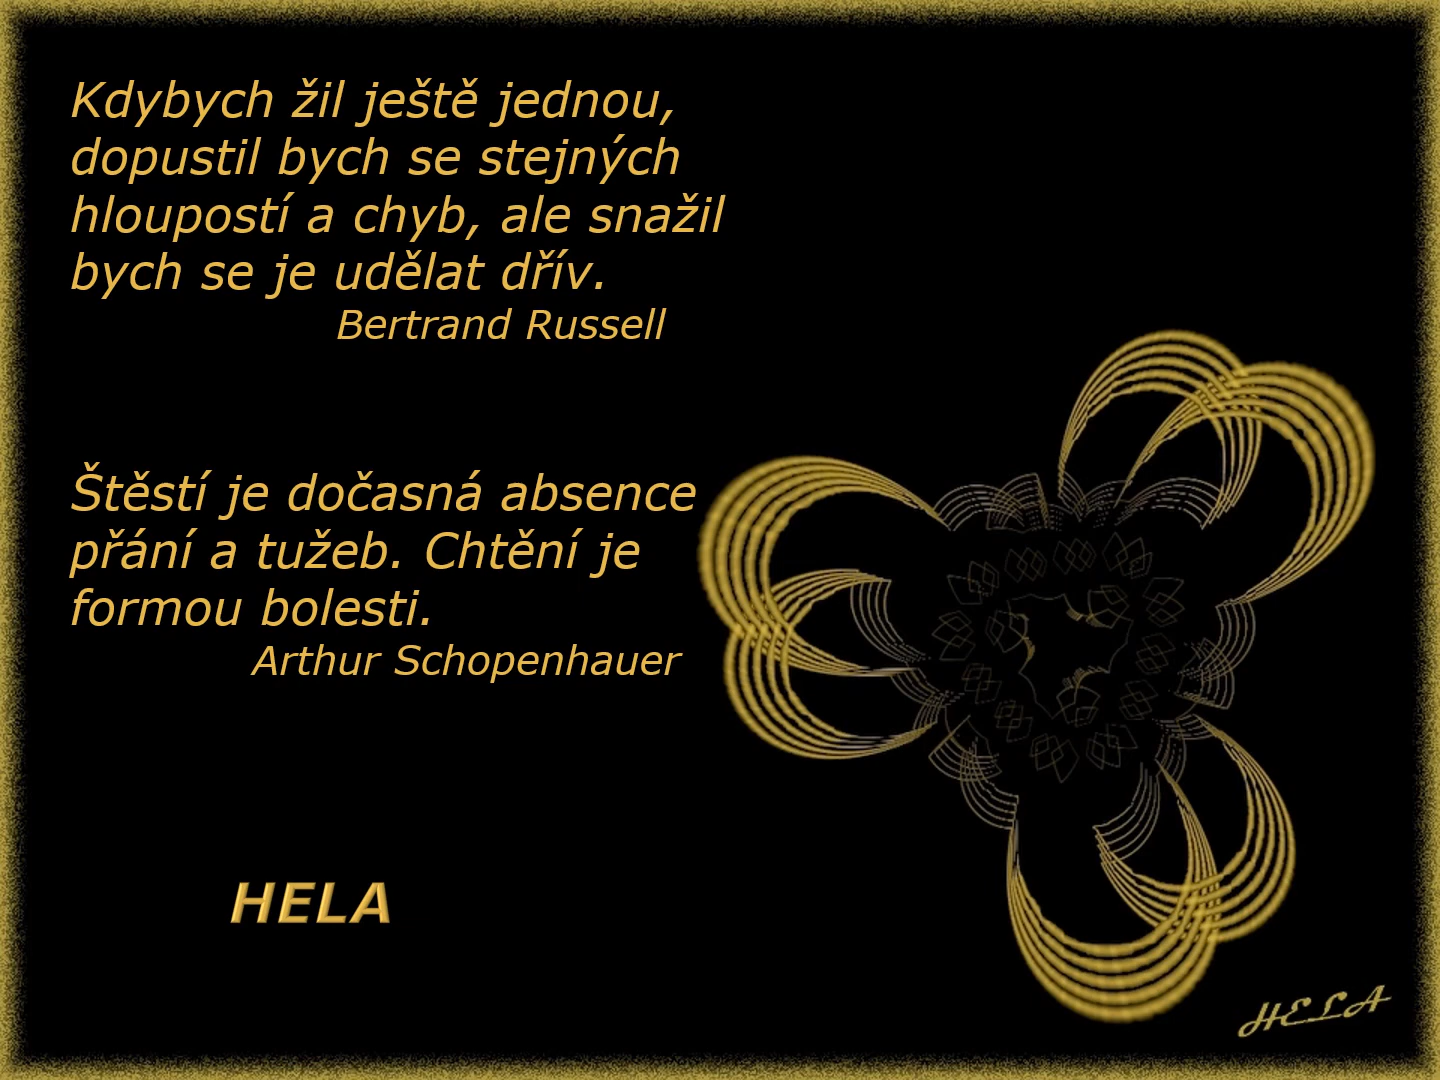 Kdybych žil ještě jednou,
dopustil bych se stejných
hloupostí a chyb, ale snažil
bych se je udělat dřív.
Bertrand Russell
Štěstí je dočasná absence
přání a tužeb. Chtění je
formou bolesti.
Arthur Schopenhauer
HELA
HELA